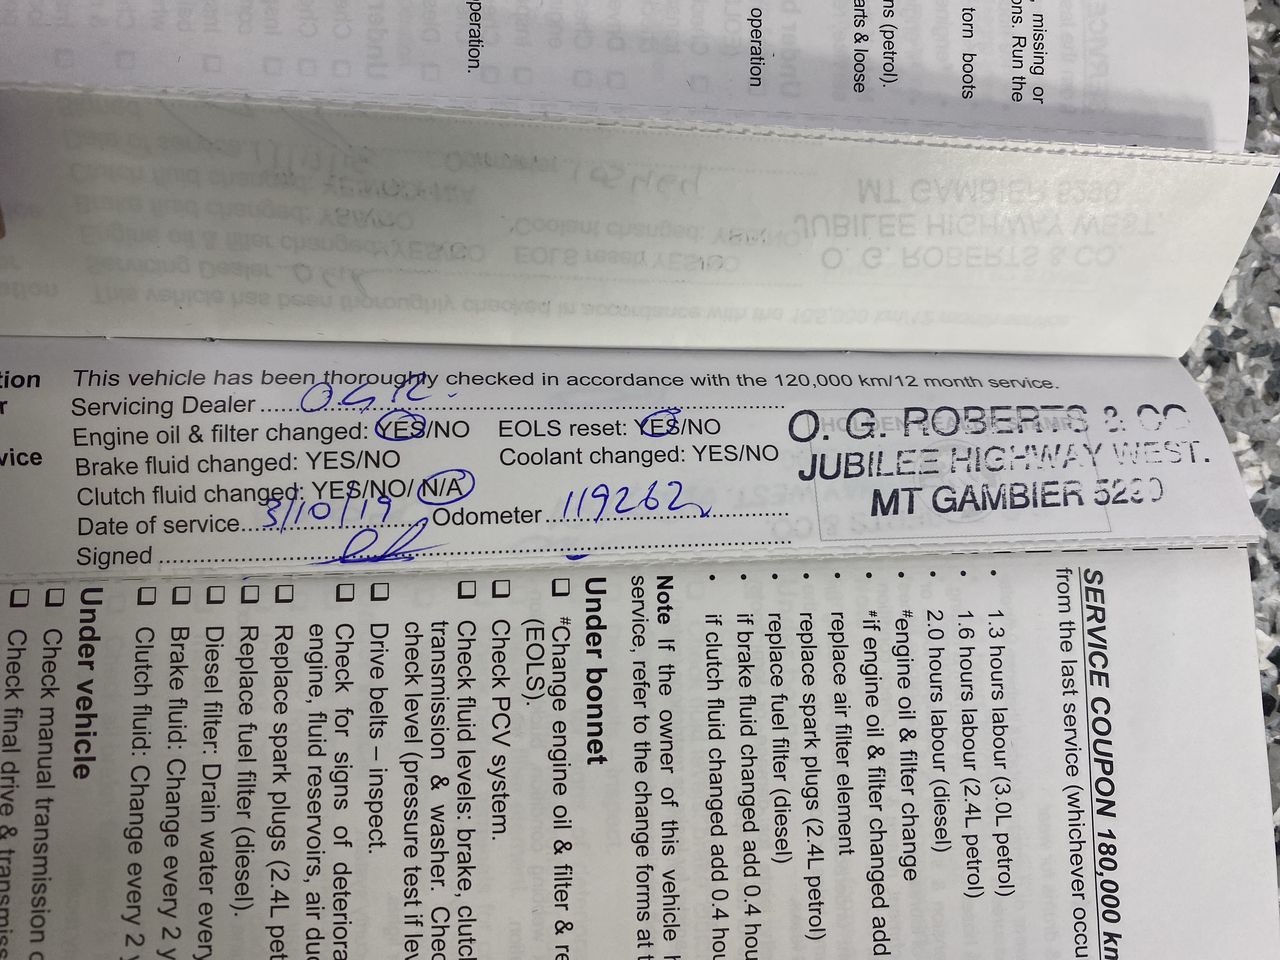 , missing or
ons. Run the
torn boots
ns (petrol).
arts & loose
operation
peration.
tion
r
vice
This vehicle has been thoroughly checked in accordance with the 120,000 km/12 month service.
Servicing Dealer ...... O.G.R.
Engine oil & filter changed: YES/NO EOLS reset: YES/NO
Brake fluid changed: YES/NO Coolant changed: YES/NO
Clutch fluid changed: YES/NO/ N/A
Date of service... 3/10/19 Odometer... 119262
Signed
O. G. ROBERTS & CO
JUBILEE HIGHWAY WEST.
MT GAMBIER 5290
SERVICE COUPON 180,000 km
from the last service (whichever occu
• 1.3 hours labour (3.0L petrol)
• 1.6 hours labour (2.4L petrol)
• 2.0 hours labour (diesel)
• #engine oil & filter change
• #if engine oil & filter changed add
• replace air filter element
• replace spark plugs (2.4L petrol)
• replace fuel filter (diesel)
• if brake fluid changed add 0.4 hou
• if clutch fluid changed add 0.4 hou
Note If the owner of this vehicle h
service, refer to the change forms at t
Under bonnet
☐ #Change engine oil & filter & re
(EOLS).
☐ Check PCV system.
☐ Check fluid levels: brake, clutch
transmission & washer. Chec
check level (pressure test if lev
☐ Drive belts – inspect.
☐ Check for signs of deteriora
engine, fluid reservoirs, air duc
☐ Replace spark plugs (2.4L pet
☐ Replace fuel filter (diesel).
☐ Diesel filter: Drain water every
☐ Brake fluid: Change every 2 y
☐ Clutch fluid: Change every 2 y
Under vehicle
☐ Check manual transmission o
☐ Check final drive & transmiss